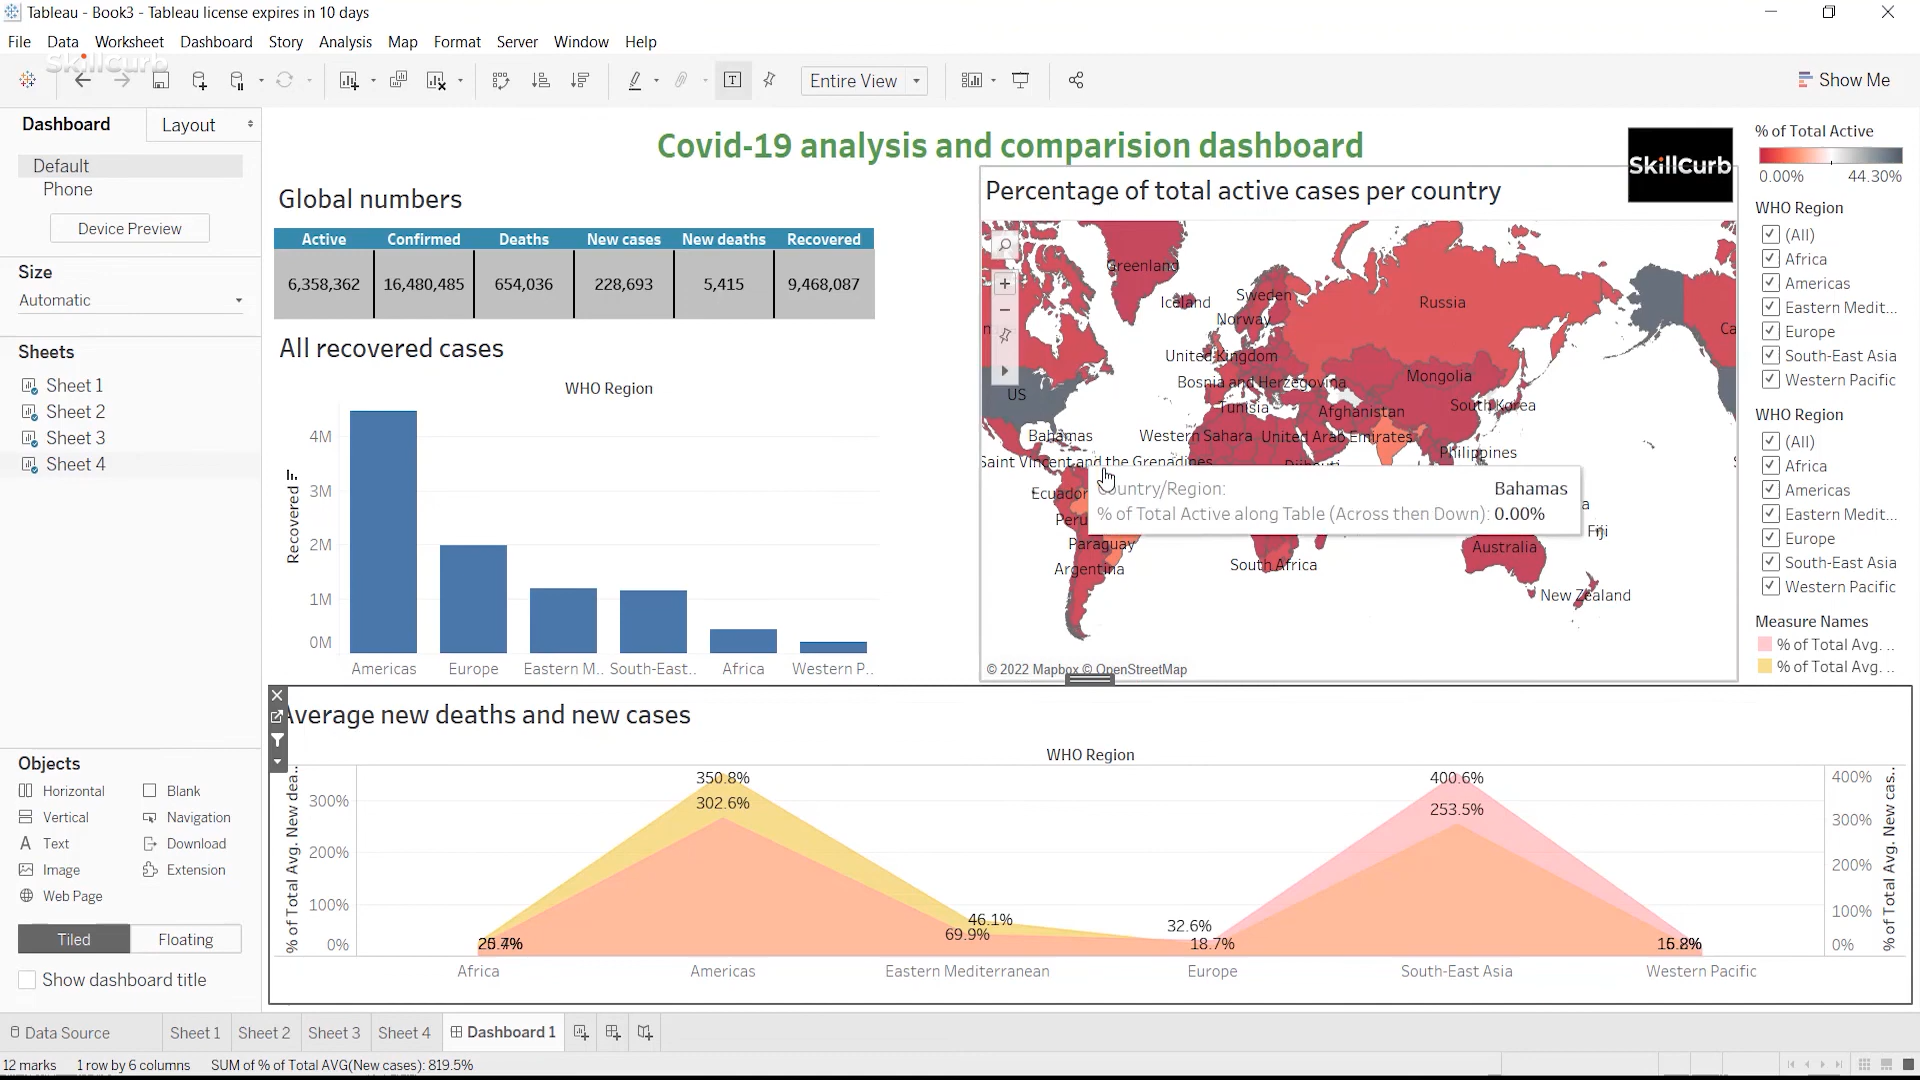 Tableau - Book3 - Tableau license expires in 10 days
File Data Worksheet Dashboard Story Analysis Map Format Server Window Help
SkillCurb
Entire View
Show Me
Dashboard Layout
Default
Phone
Device Preview
Size
Automatic
Sheets
Sheet 1
Sheet 2
Sheet 3
Sheet 4
Objects
Horizontal Blank
Vertical Navigation
Text Download
Image Extension
Web Page
Tiled Floating
Show dashboard title
Covid-19 analysis and comparision dashboard
SkillCurb
Global numbers
Active Confirmed Deaths New cases New deaths Recovered
6,358,362 16,480,485 654,036 228,693 5,415 9,468,087
All recovered cases
WHO Region
Recovered
4M
3M
2M
1M
0M
Americas Europe Eastern M.. South-East.. Africa Western P..
Percentage of total active cases per country
Greenland
Iceland
Sweden
Norway
Russia
Ca
United Kingdom
Bosnia and Herzegovina
Mongolia
US
Tunisia
Afghanistan
South Korea
Bahamas
Western Sahara
United Arab Emirates
Philippines
Saint Vincent and the Grenadines
Ecuador
Country/Region: Bahamas
% of Total Active along Table (Across then Down): 0.00%
Peru
Fiji
Paraguay
Australia
Argentina
South Africa
New Zealand
© 2022 Mapbox © OpenStreetMap
% of Total Active
0.00% 44.30%
WHO Region
(All)
Africa
Americas
Eastern Medit...
Europe
South-East Asia
Western Pacific
WHO Region
(All)
Africa
Americas
Eastern Medit...
Europe
South-East Asia
Western Pacific
Measure Names
% of Total Avg. ..
% of Total Avg. ..
Average new deaths and new cases
WHO Region
% of Total Avg. New dea..
300%
200%
100%
0%
350.8%
302.6%
46.1%
69.9%
32.6%
18.7%
400.6%
253.5%
400%
300%
200%
100%
0%
% of Total Avg. New cas..
Africa Americas Eastern Mediterranean Europe South-East Asia Western Pacific
Data Source Sheet 1 Sheet 2 Sheet 3 Sheet 4 Dashboard 1
12 marks 1 row by 6 columns SUM of % of Total AVG(New cases): 819.5%